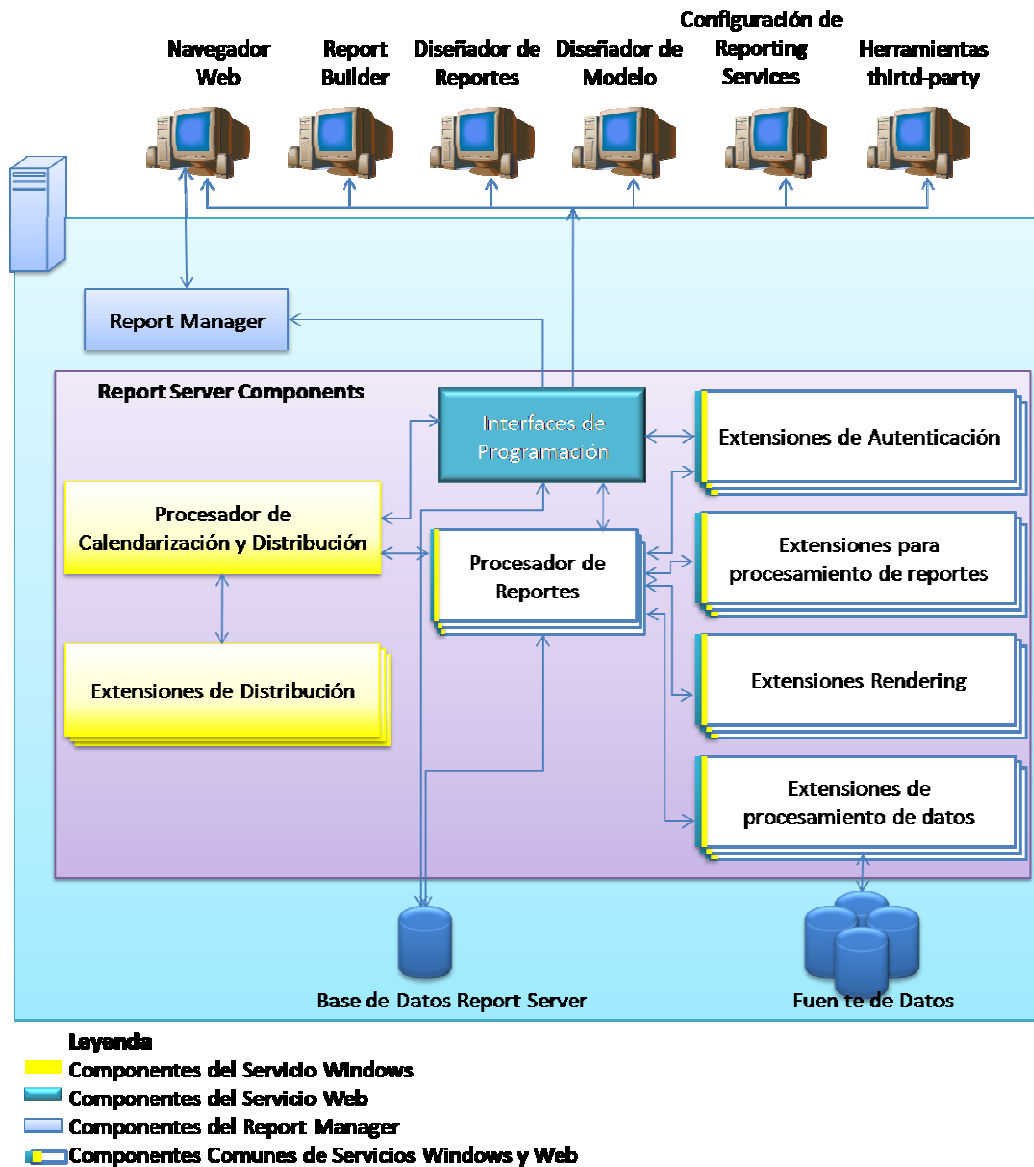 Navegador
Web
Report
Builder
Diseñador de
Reportes
Diseñador de
Modelo
Configuración de
Reporting
Services
Herramientas
thirtd-party
Report Manager
Report Server Components
Interfaces de
Programación
Extensiones de Autenticación
Procesador de
Calendarización y Distribución
Procesador de
Reportes
Extensiones para
procesamiento de reportes
Extensiones de Distribución
Extensiones Rendering
Extensiones de
procesamiento de datos
Base de Datos Report Server
Fuen te de Datos
Leyenda
Componentes del Servicio Windows
Componentes del Servicio Web
Componentes del Report Manager
Componentes Comunes de Servicios Windows y Web